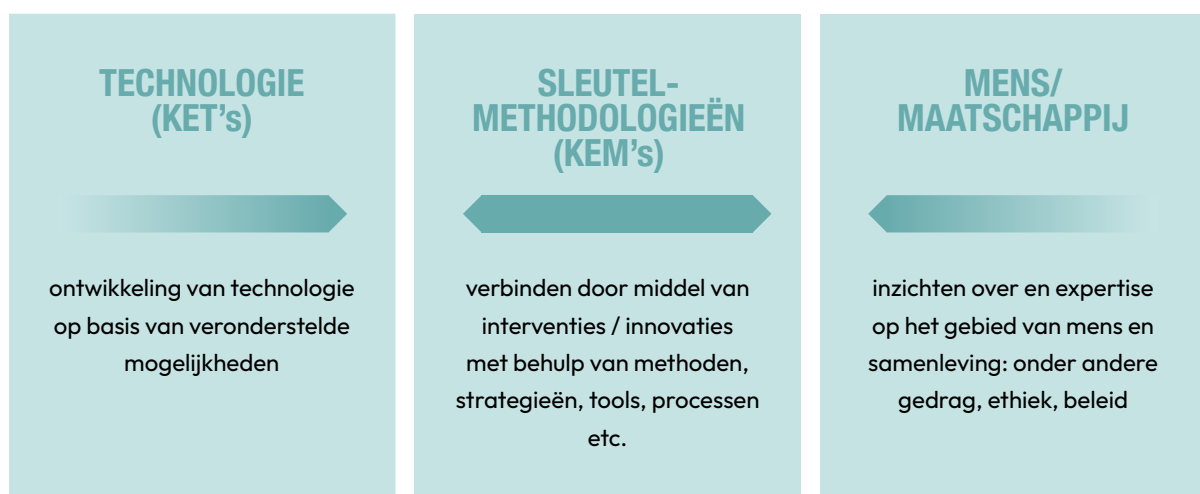 TECHNOLOGIE
(KET’s)
ontwikkeling van technologie
op basis van veronderstelde
mogelijkheden
SLEUTEL-
METHODOLOGIEËN
(KEM’s)
verbinden door middel van
interventies / innovaties
met behulp van methoden,
strategieën, tools, processen
etc.
MENS/
MAATSCHAPPIJ
inzichten over en expertise
op het gebied van mens en
samenleving: onder andere
gedrag, ethiek, beleid